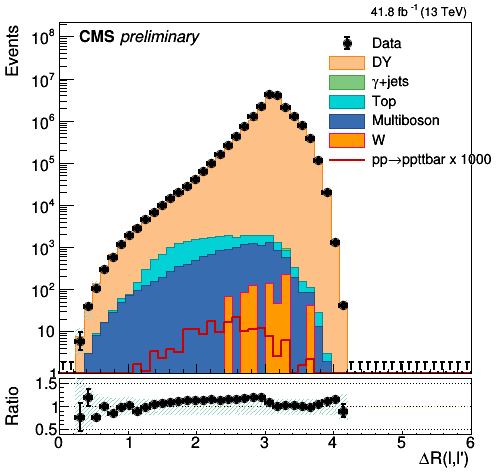 41.8 fb⁻¹ (13 TeV)
CMS preliminary
Events
10⁸
10⁷
10⁶
10⁵
10⁴
10³
10²
10
1
Data
DY
γ+jets
Top
Multiboson
W
pp→ppttbar x 1000
Ratio
1.5
1
0.5
0 1 2 3 4 5 6
ΔR(l,l')